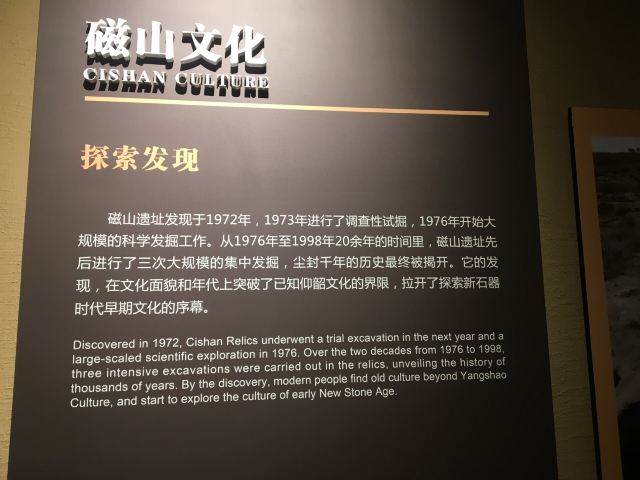 磁山文化
CISHAN CULTURE
探索发现
磁山遗址发现于1972年，1973年进行了调查性试掘，1976年开始大
规模的科学发掘工作。从1976年至1998年20余年的时间里，磁山遗址先
后进行了三次大规模的集中发掘，尘封千年的历史最终被揭开。它的发
现，在文化面貌和年代上突破了已知仰韶文化的界限，拉开了探索新石器
时代早期文化的序幕。
Discovered in 1972, Cishan Relics underwent a trial excavation in the next year and a
large-scaled scientific exploration in 1976. Over the two decades from 1976 to 1998,
three intensive excavations were carried out in the relics, unveiling the history of
thousands of years. By the discovery, modern people find old culture beyond Yangshao
Culture, and start to explore the culture of early New Stone Age.